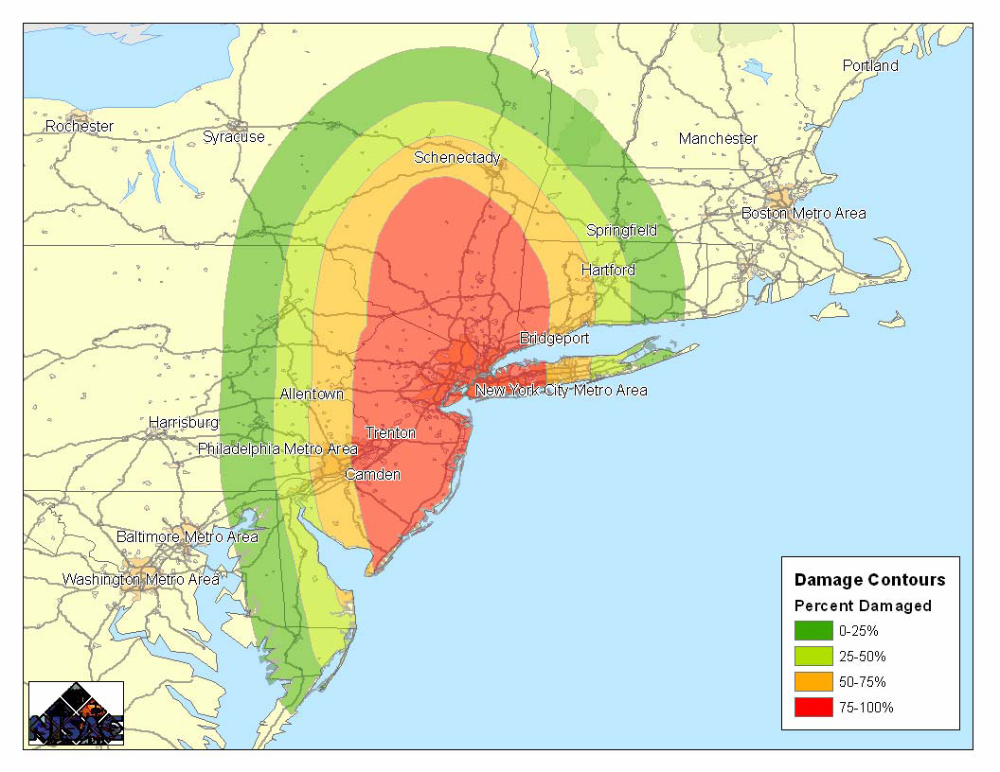 Portland
Rochester
Syracuse
Manchester
Schenectady
Boston Metro Area
Springfield
Hartford
Bridgeport
New York City Metro Area
Allentown
Harrisburg
Trenton
Philadelphia Metro Area
Camden
Baltimore Metro Area
Washington Metro Area
Damage Contours
Percent Damaged
0-25%
25-50%
50-75%
75-100%
NISAC